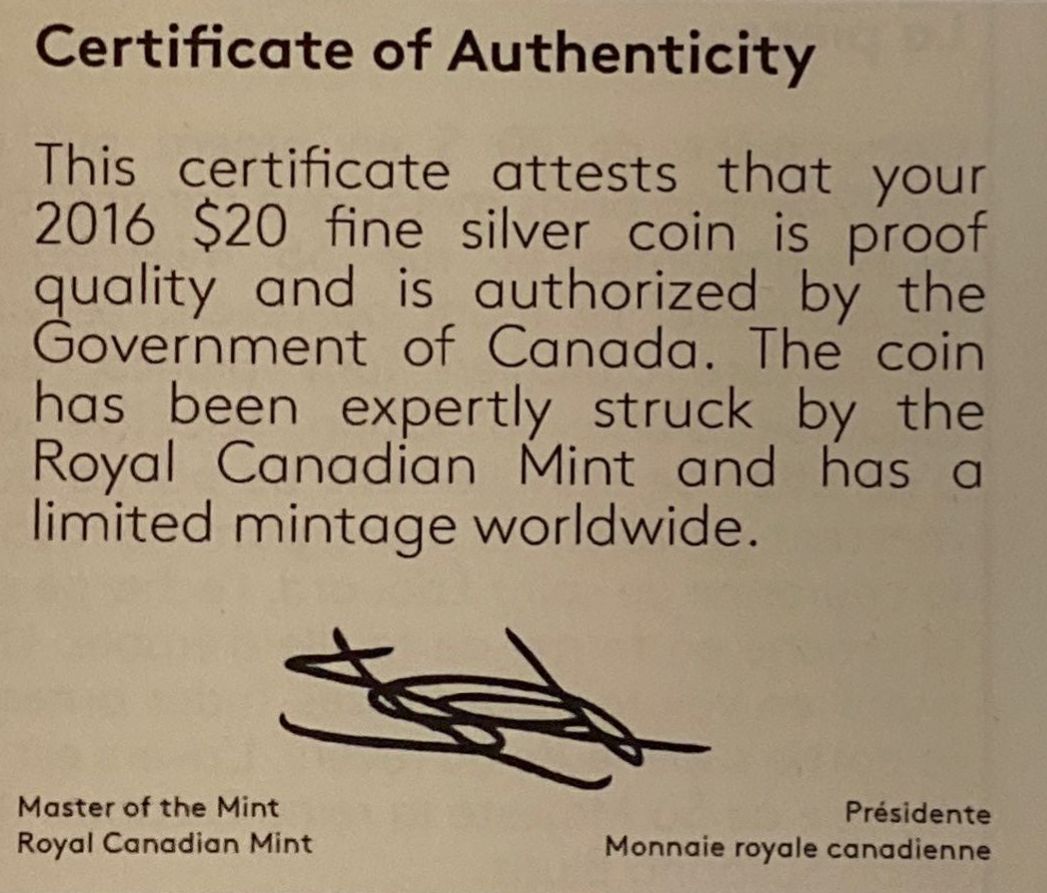 Certificate of Authenticity
This certificate attests that your
2016 $20 fine silver coin is proof
quality and is authorized by the
Government of Canada. The coin
has been expertly struck by the
Royal Canadian Mint and has a
limited mintage worldwide.
Master of the Mint
Royal Canadian Mint
Présidente
Monnaie royale canadienne